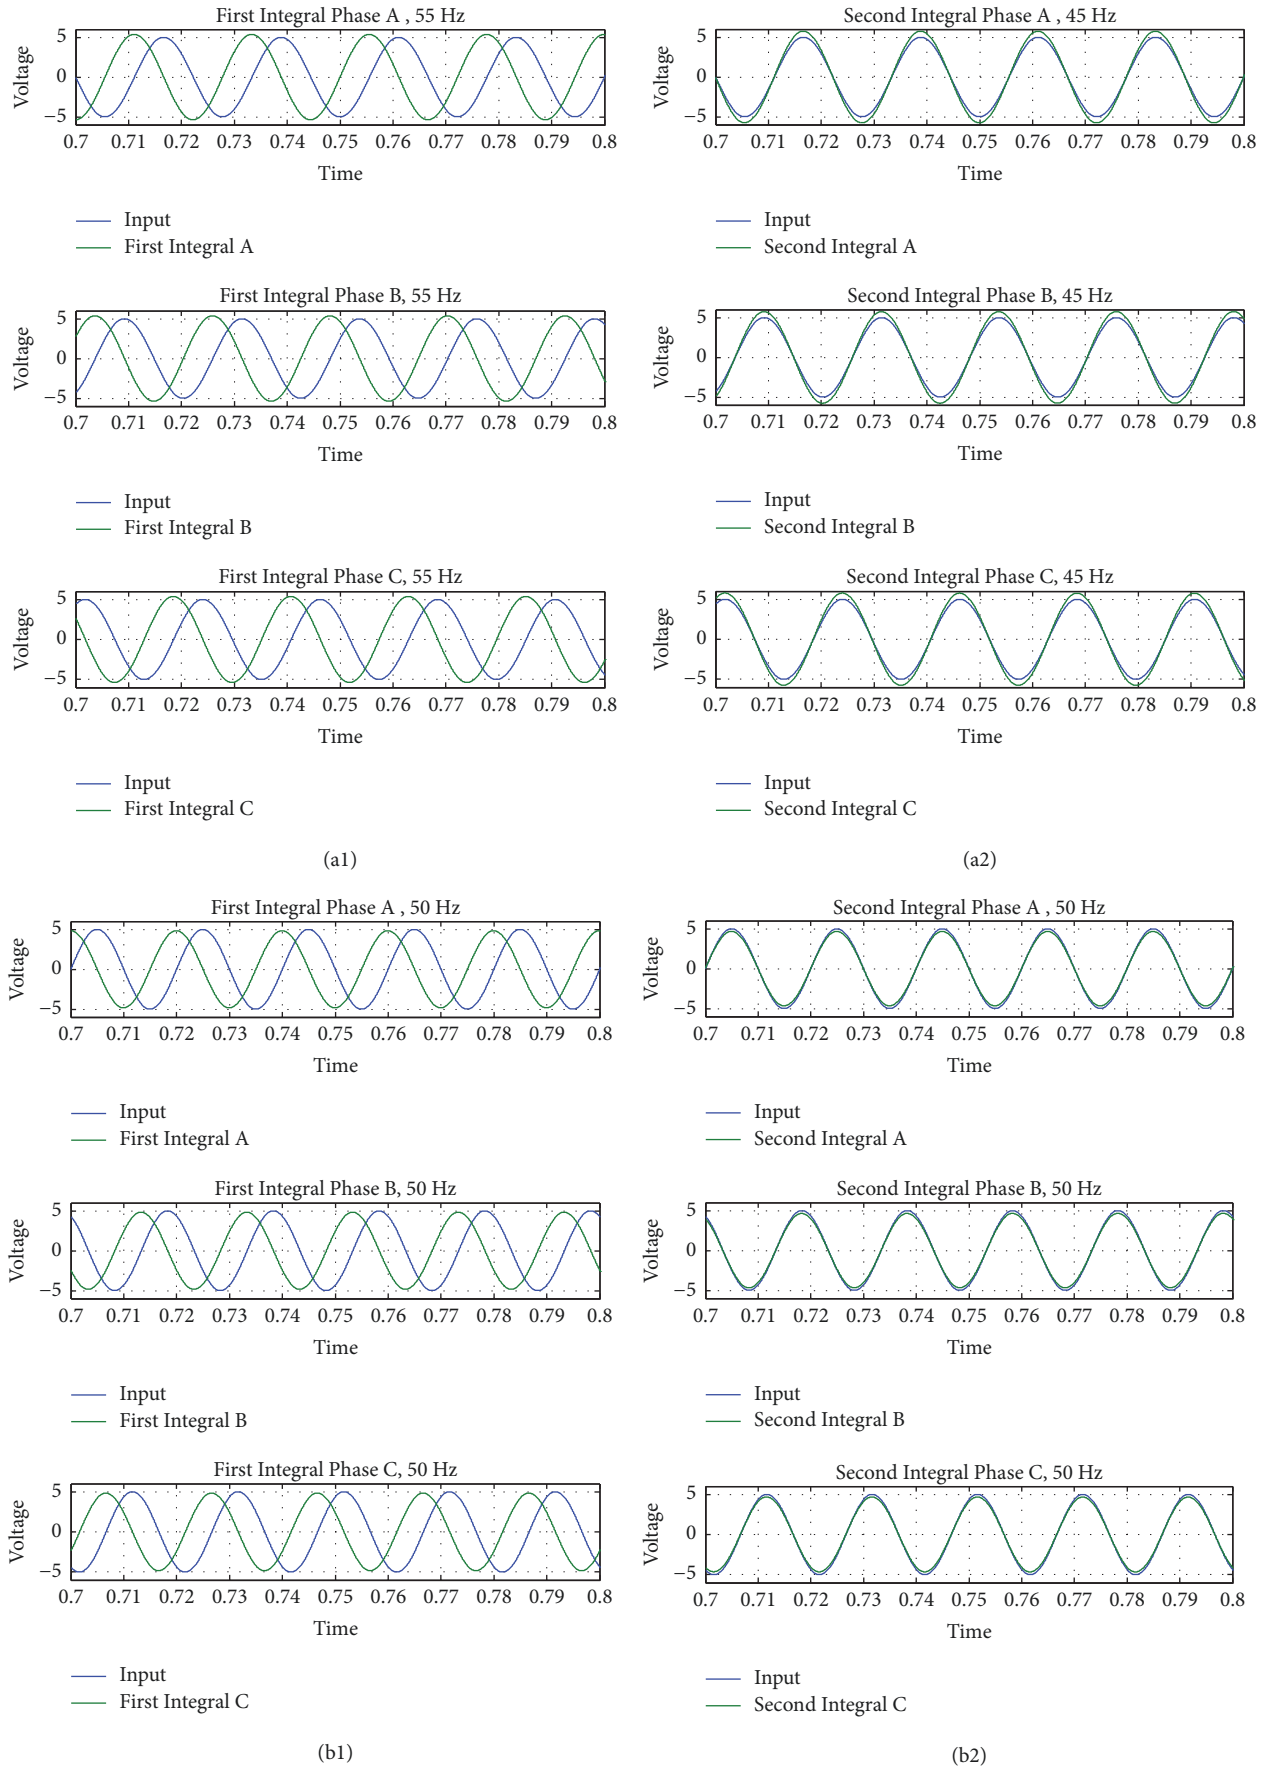 First Integral Phase A , 55 Hz
5
0
−5
Voltage
0.7 0.71 0.72 0.73 0.74 0.75 0.76 0.77 0.78 0.79 0.8
Time
Input
First Integral A
First Integral Phase B, 55 Hz
5
0
−5
Voltage
0.7 0.71 0.72 0.73 0.74 0.75 0.76 0.77 0.78 0.79 0.8
Time
Input
First Integral B
First Integral Phase C, 55 Hz
5
0
−5
Voltage
0.7 0.71 0.72 0.73 0.74 0.75 0.76 0.77 0.78 0.79 0.8
Time
Input
First Integral C
(a1)
Second Integral Phase A , 45 Hz
5
0
−5
Voltage
0.7 0.71 0.72 0.73 0.74 0.75 0.76 0.77 0.78 0.79 0.8
Time
Input
Second Integral A
Second Integral Phase B, 45 Hz
5
0
−5
Voltage
0.7 0.71 0.72 0.73 0.74 0.75 0.76 0.77 0.78 0.79 0.8
Time
Input
Second Integral B
Second Integral Phase C, 45 Hz
5
0
−5
Voltage
0.7 0.71 0.72 0.73 0.74 0.75 0.76 0.77 0.78 0.79 0.8
Time
Input
Second Integral C
(a2)
First Integral Phase A , 50 Hz
5
0
−5
Voltage
0.7 0.71 0.72 0.73 0.74 0.75 0.76 0.77 0.78 0.79 0.8
Time
Input
First Integral A
First Integral Phase B, 50 Hz
5
0
−5
Voltage
0.7 0.71 0.72 0.73 0.74 0.75 0.76 0.77 0.78 0.79 0.8
Time
Input
First Integral B
First Integral Phase C, 50 Hz
5
0
−5
Voltage
0.7 0.71 0.72 0.73 0.74 0.75 0.76 0.77 0.78 0.79 0.8
Time
Input
First Integral C
(b1)
Second Integral Phase A , 50 Hz
5
0
−5
Voltage
0.7 0.71 0.72 0.73 0.74 0.75 0.76 0.77 0.78 0.79 0.8
Time
Input
Second Integral A
Second Integral Phase B, 50 Hz
5
0
−5
Voltage
0.7 0.71 0.72 0.73 0.74 0.75 0.76 0.77 0.78 0.79 0.8
Time
Input
Second Integral B
Second Integral Phase C, 50 Hz
5
0
−5
Voltage
0.7 0.71 0.72 0.73 0.74 0.75 0.76 0.77 0.78 0.79 0.8
Time
Input
Second Integral C
(b2)